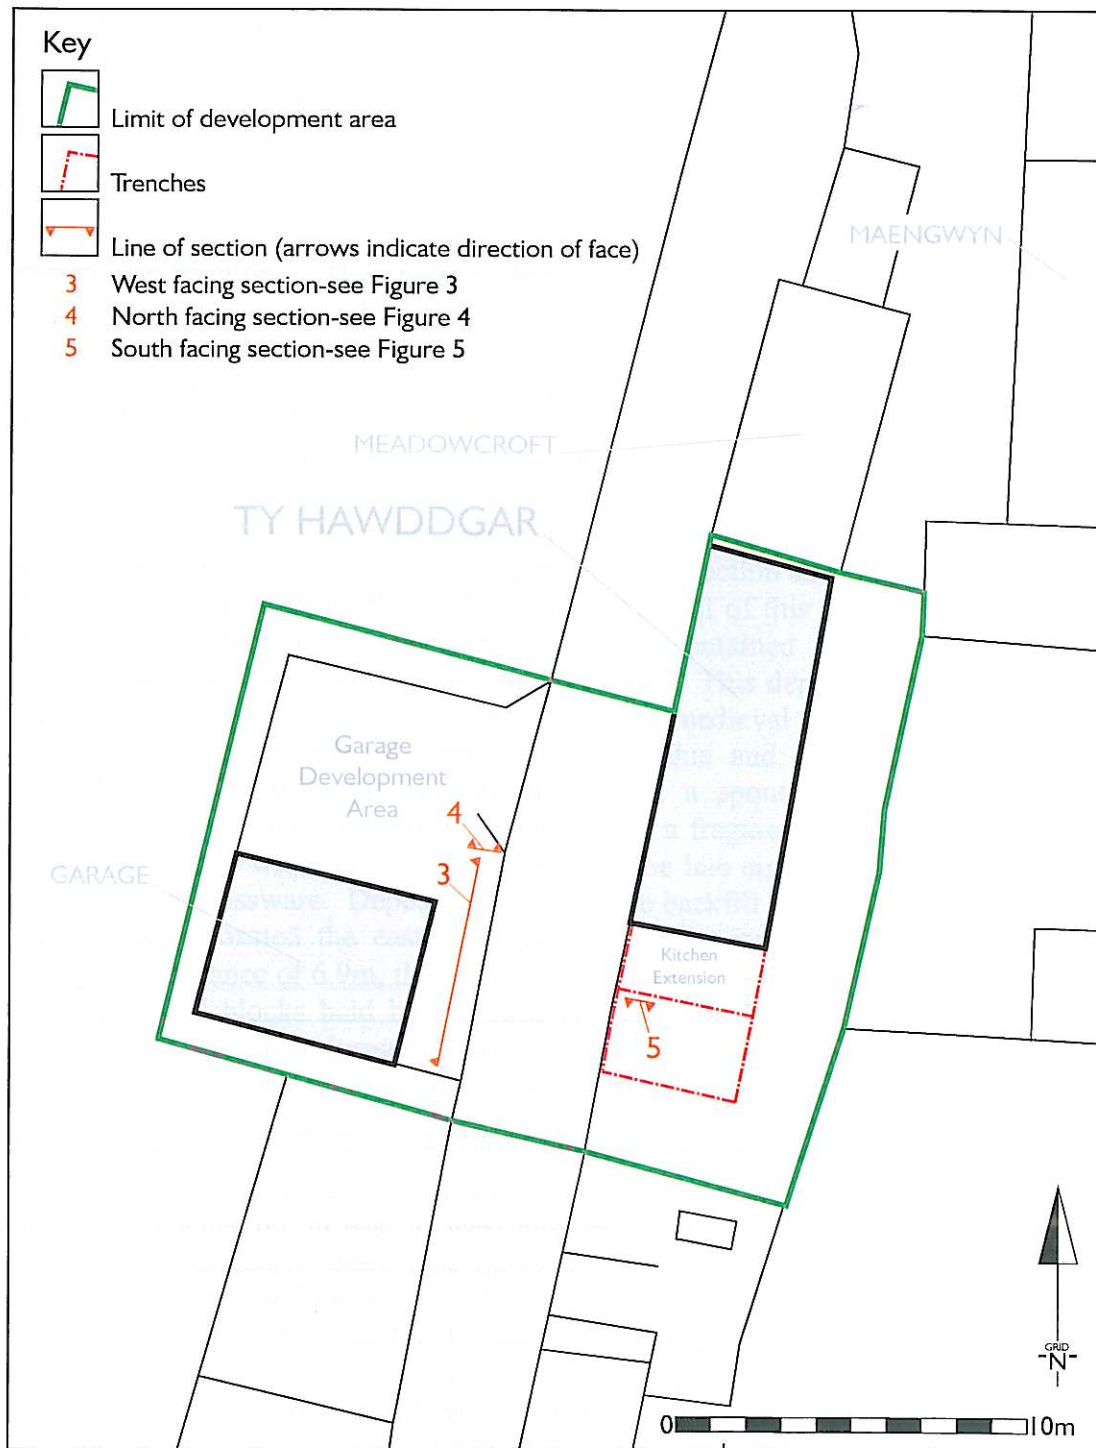 Key
Limit of development area
Trenches
Line of section (arrows indicate direction of face)
3 West facing section-see Figure 3
4 North facing section-see Figure 4
5 South facing section-see Figure 5
MAENGWYN
MEADOWCROFT
TY HAWDDGAR
Garage
Development
Area
4
3
GARAGE
Kitchen
Extension
5
GRID
N
0
10m